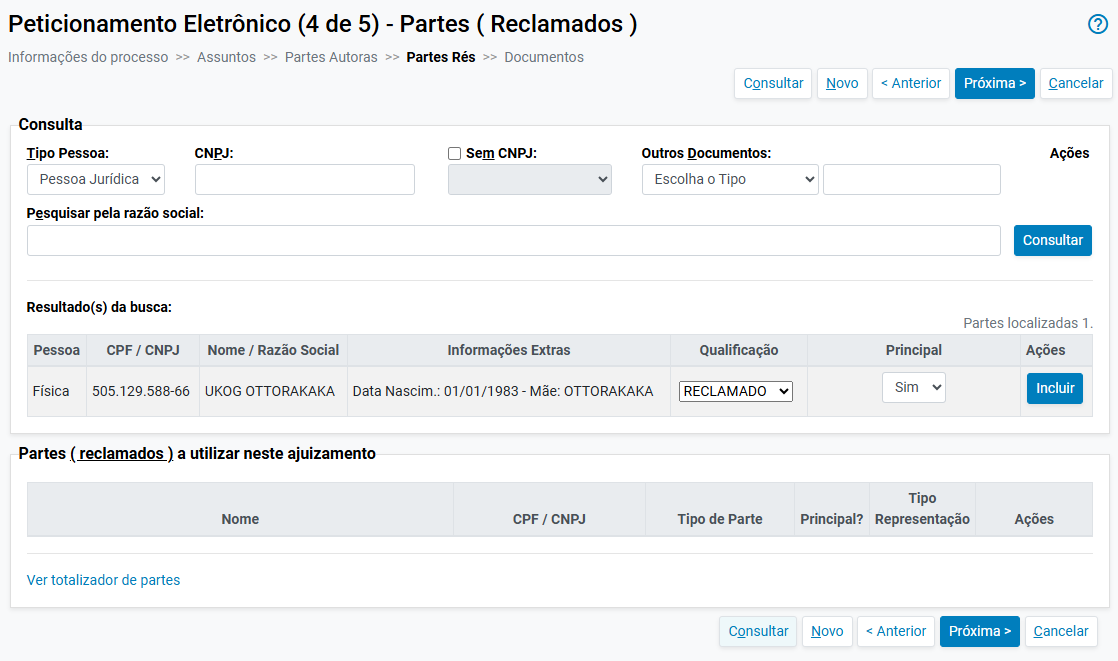 Peticionamento Eletrônico (4 de 5) - Partes ( Reclamados )
Informações do processo >> Assuntos >> Partes Autoras >> Partes Rés >> Documentos
Consultar Novo < Anterior Próxima > Cancelar
Consulta
Tipo Pessoa: CNPJ: Sem CNPJ: Outros Documentos: Ações
Pessoa Jurídica Escolha o Tipo
Pesquisar pela razão social:
Consultar
Resultado(s) da busca:
Partes localizadas 1.
Pessoa CPF / CNPJ Nome / Razão Social Informações Extras Qualificação Principal Ações
Física 505.129.588-66 UKOG OTTORAKAKA Data Nascim.: 01/01/1983 - Mãe: OTTORAKAKA RECLAMADO Sim Incluir
Partes ( reclamados ) a utilizar neste ajuizamento
Nome CPF / CNPJ Tipo de Parte Principal? Tipo Representação Ações
Ver totalizador de partes
Consultar Novo < Anterior Próxima > Cancelar